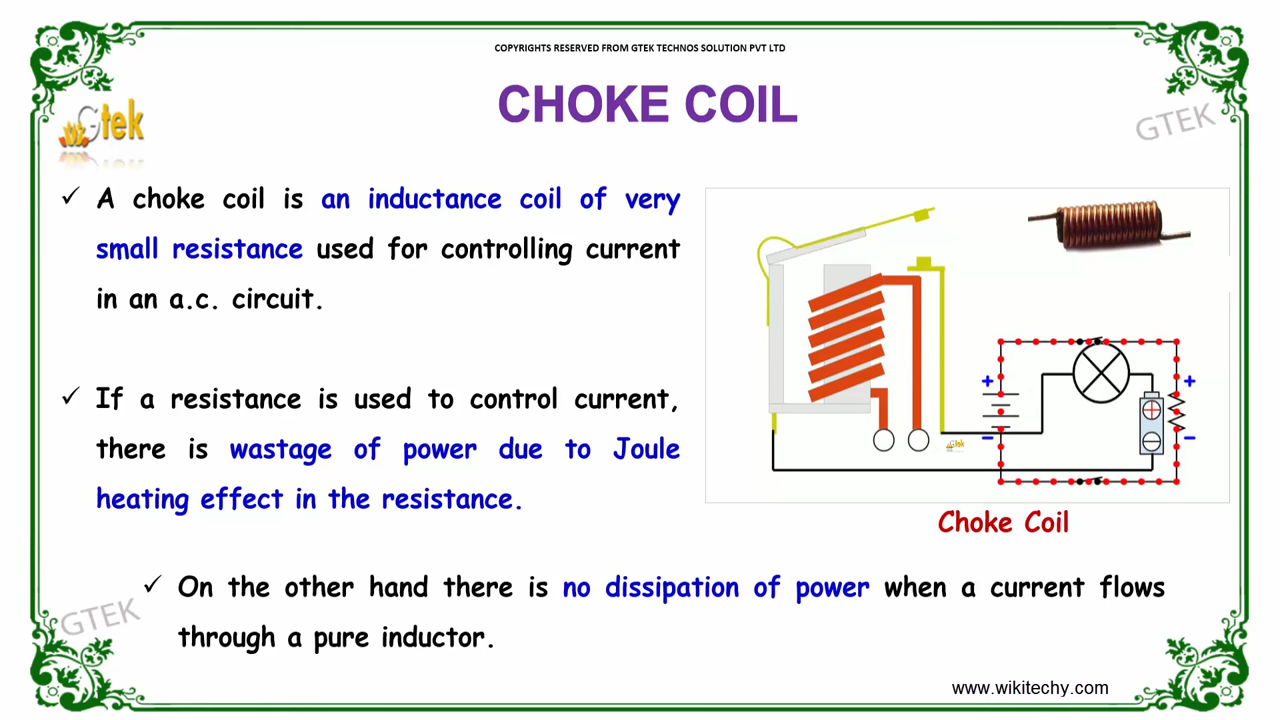 COPYRIGHTS RESERVED FROM GTEK TECHNOS SOLUTION PVT LTD
CHOKE COIL
Gtek
GTEK
✓ A choke coil is an inductance coil of very
small resistance used for controlling current
in an a.c. circuit.
✓ If a resistance is used to control current,
there is wastage of power due to Joule
heating effect in the resistance.
+
+
+
−
−
−
Gtek
Choke Coil
✓ On the other hand there is no dissipation of power when a current flows
through a pure inductor.
GTEK
www.wikitechy.com